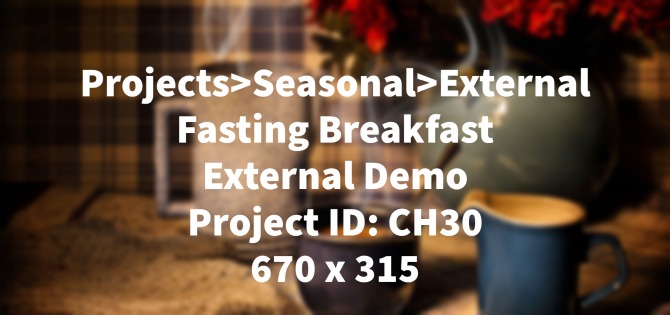 Projects>Seasonal>External
Fasting Breakfast
External Demo
Project ID: CH30
670 x 315